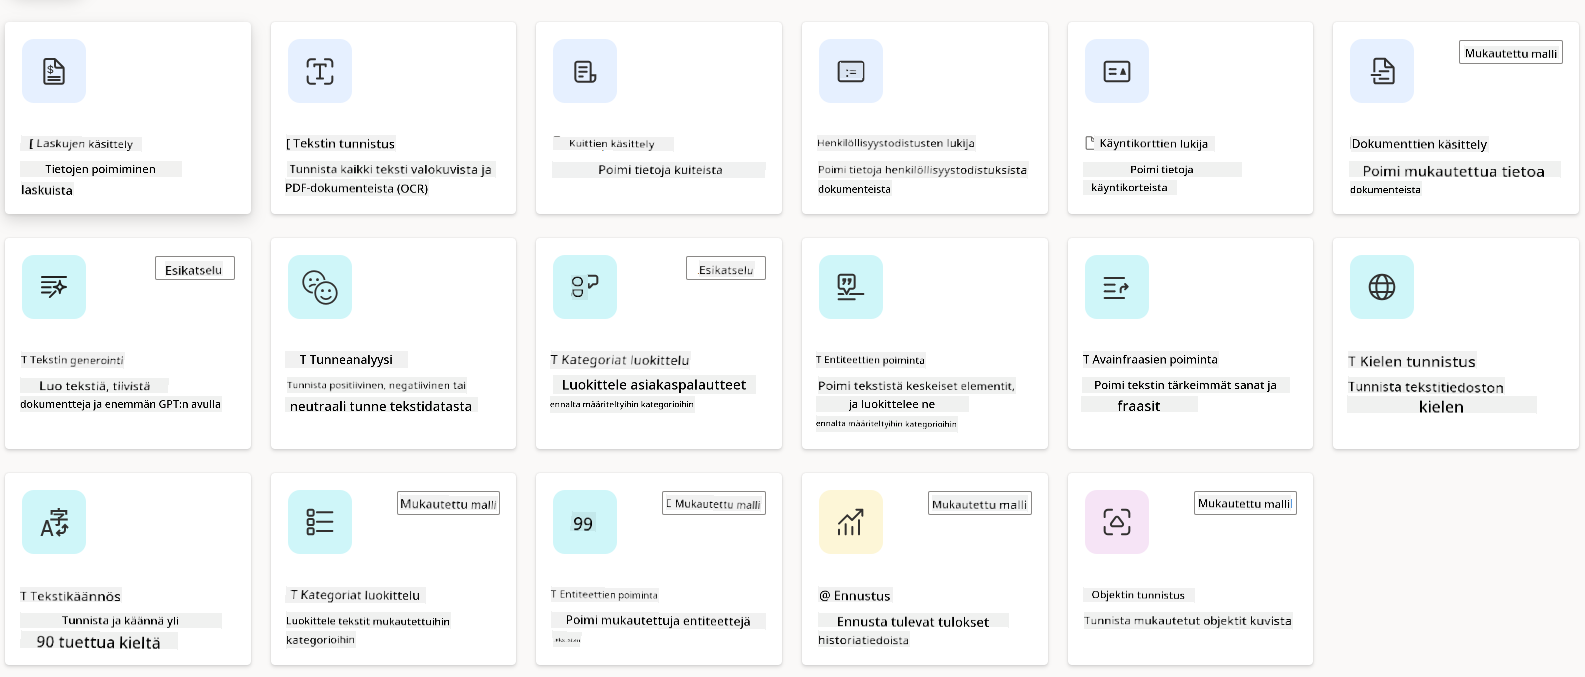 Mukautettu malli
[ Laskujen käsittely
Tietojen poimiminen
laskuista
[ Tekstin tunnistus
Tunnista kaikki teksti valokuvista ja
PDF-dokumenteista (OCR)
Kuittien käsittely
Poimi tietoja kuiteista
Henkilöllisyystodistusten lukija
Poimi tietoja henkilöllisyystodistuksista
dokumenteista
Käyntikorttien lukija
Poimi tietoja
käyntikorteista
Dokumenttien käsittely
Poimi mukautettua tietoa
dokumenteista
Esikatselu
Esikatselu
T Tekstin generointi
Luo tekstiä, tiivistä
dokumentteja ja enemmän GPT:n avulla
T Tunneanalyysi
Tunnista positiivinen, negatiivinen tai
neutraali tunne tekstidatasta
T Kategoriat luokittelu
Luokittele asiakaspalautteet
ennalta määriteltyihin kategorioihin
T Entiteettien poiminta
Poimi tekstistä keskeiset elementit,
ja luokittelee ne
ennalta määriteltyihin kategorioihin
T Avainfraasien poiminta
Poimi tekstin tärkeimmät sanat ja
fraasit
T Kielen tunnistus
Tunnista tekstitiedoston
kielen
Mukautettu malli
Mukautettu malli
Mukautettu malli
Mukautettu malli
99
T Tekstikäännös
Tunnista ja käännä yli
90 tuettua kieltä
T Kategoriat luokittelu
Luokittele tekstit mukautettuihin
kategorioihin
T Entiteettien poiminta
Poimi mukautettuja entiteettejä
@ Ennustus
Ennusta tulevat tulokset
historiatiedoista
Objektin tunnistus
Tunnista mukautetut objektit kuvista